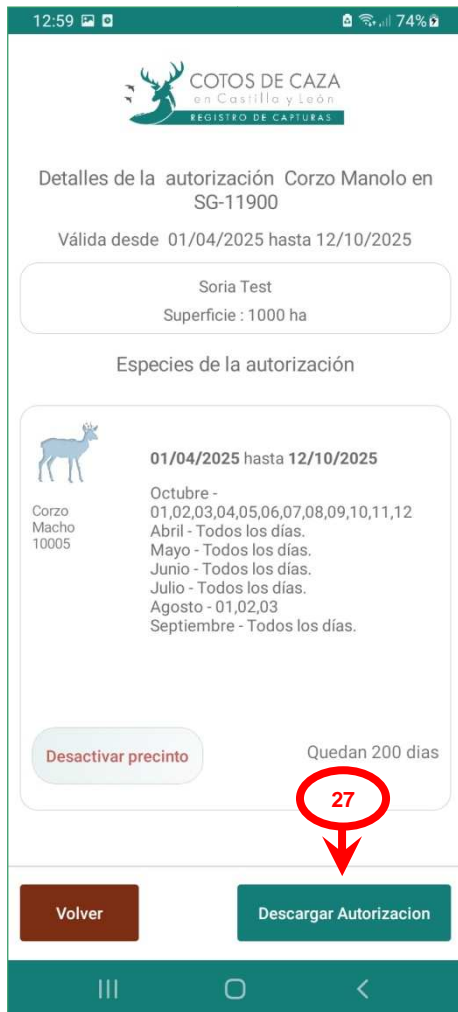 12:59 74%
COTOS DE CAZA
en Castilla y León
REGISTRO DE CAPTURAS
Detalles de la autorización Corzo Manolo en
SG-11900
Válida desde 01/04/2025 hasta 12/10/2025
Soria Test
Superficie : 1000 ha
Especies de la autorización
01/04/2025 hasta 12/10/2025
Octubre -
01,02,03,04,05,06,07,08,09,10,11,12
Abril - Todos los días.
Mayo - Todos los días.
Junio - Todos los días.
Julio - Todos los días.
Agosto - 01,02,03
Septiembre - Todos los días.
Corzo
Macho
10005
Desactivar precinto
Quedan 200 dias
27
Volver
Descargar Autorizacion